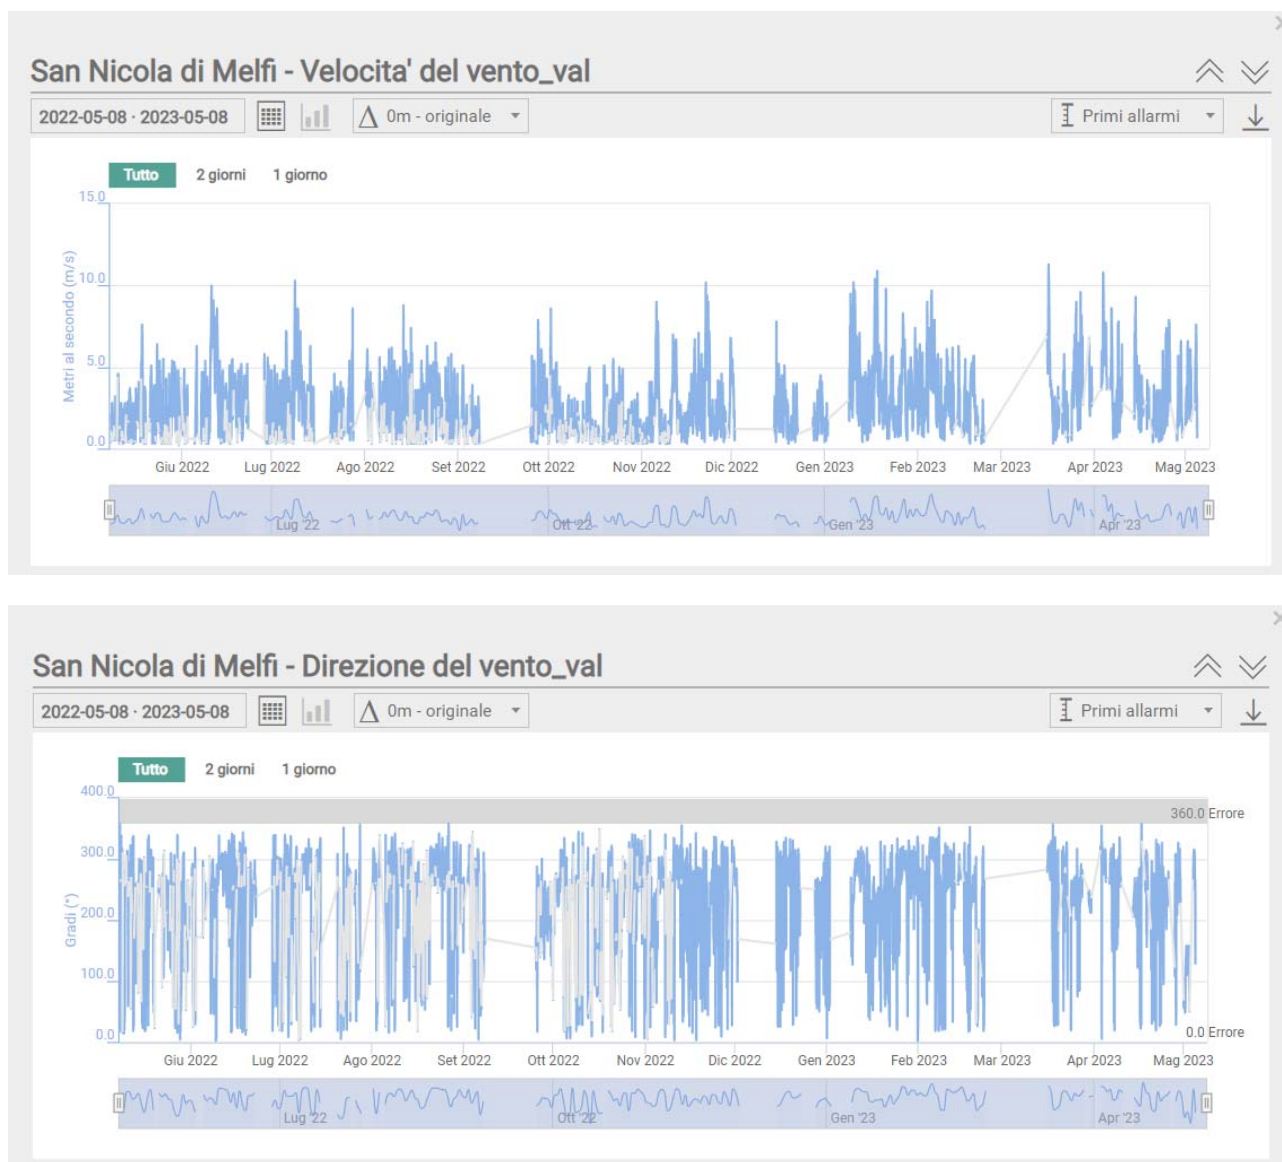 San Nicola di Melfi - Velocita' del vento_val
2022-05-08 · 2023-05-08
0m - originale
Primi allarmi
Tutto 2 giorni 1 giorno
15.0
10.0
5.0
0.0
Metri al secondo (m/s)
Giu 2022 Lug 2022 Ago 2022 Set 2022 Ott 2022 Nov 2022 Dic 2022 Gen 2023 Feb 2023 Mar 2023 Apr 2023 Mag 2023
Lug '22 Ott '22 Gen '23 Apr '23
San Nicola di Melfi - Direzione del vento_val
2022-05-08 · 2023-05-08
0m - originale
Primi allarmi
Tutto 2 giorni 1 giorno
400.0
360.0 Errore
300.0
200.0
100.0
0.0
0.0 Errore
Gradi (°)
Giu 2022 Lug 2022 Ago 2022 Set 2022 Ott 2022 Nov 2022 Dic 2022 Gen 2023 Feb 2023 Mar 2023 Apr 2023 Mag 2023
Lug '22 Ott '22 Gen '23 Apr '23